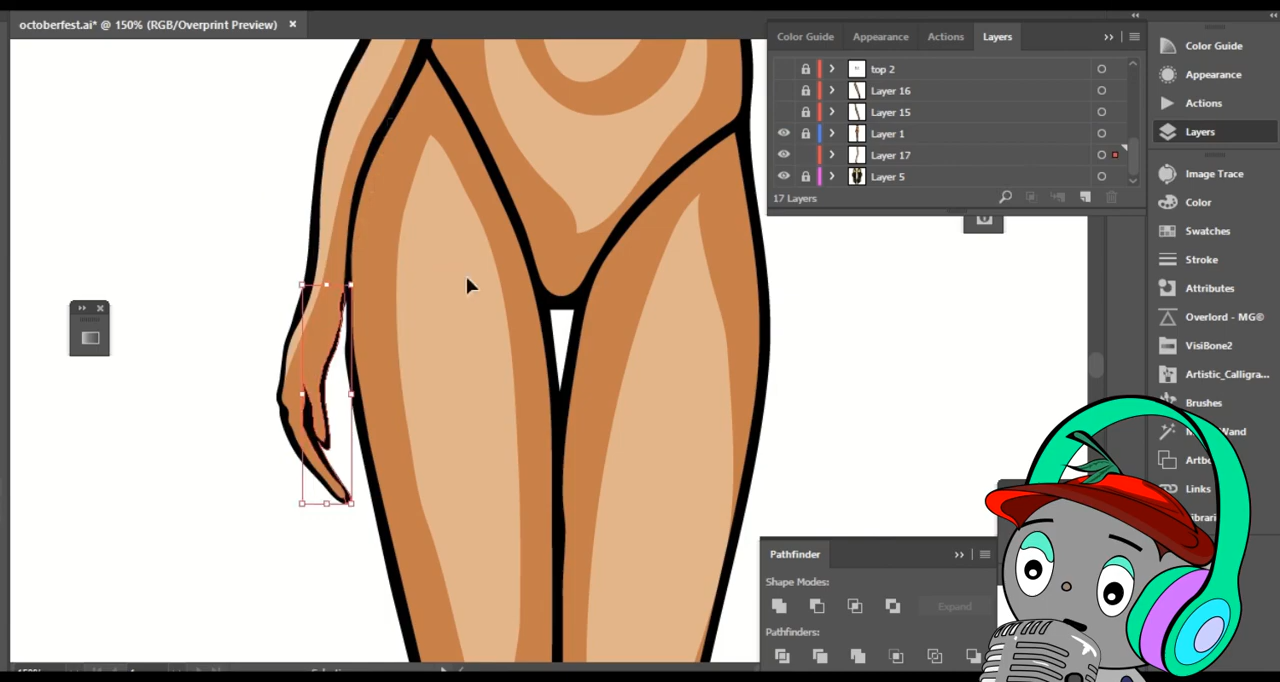 octoberfest.ai* @ 150% (RGB/Overprint Preview) ×
Color Guide Appearance Actions Layers
top 2
Layer 16
Layer 15
Layer 1
Layer 17
Layer 5
17 Layers
Color Guide
Appearance
Actions
Layers
Image Trace
Color
Swatches
Stroke
Attributes
Overlord - MG©
VisiBone2
Artistic_Calligra...
Brushes
Wand
Links
Pathfinder
Shape Modes:
Expand
Pathfinders: